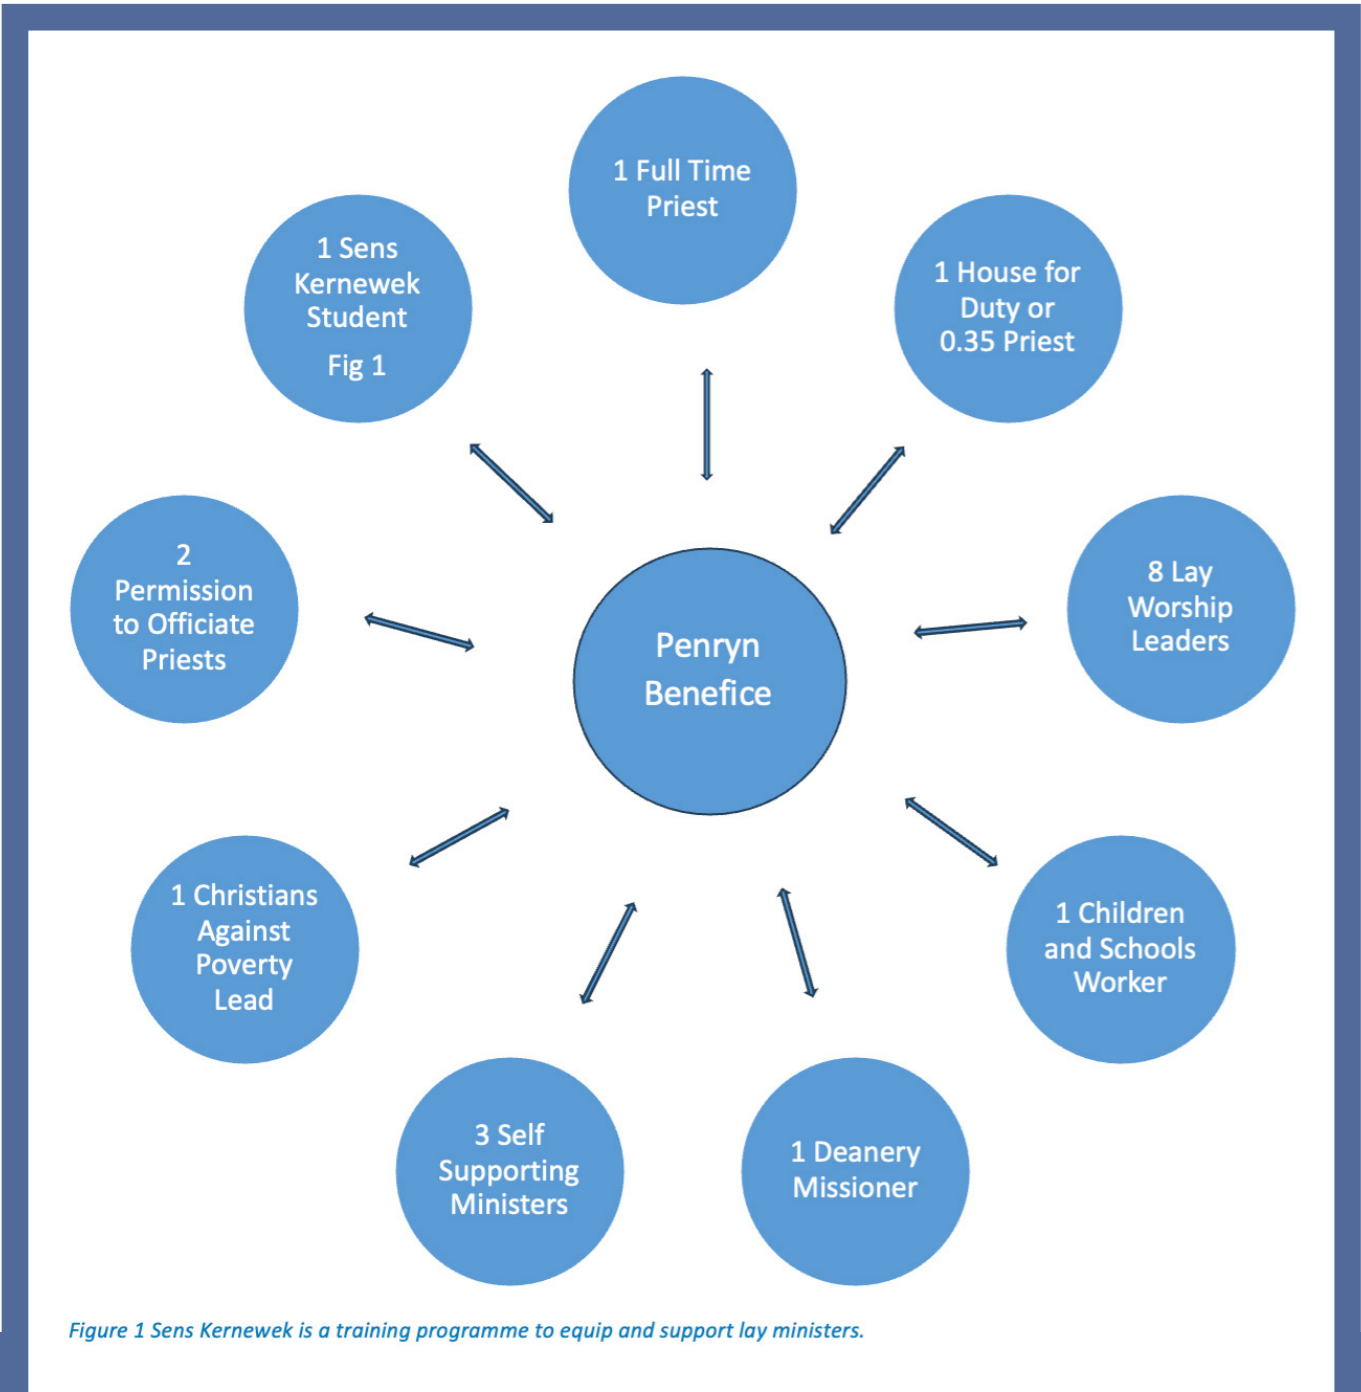 1 Full Time
Priest
1 House for
Duty or
0.35 Priest
8 Lay
Worship
Leaders
1 Children
and Schools
Worker
1 Deanery
Missioner
3 Self
Supporting
Ministers
1 Christians
Against
Poverty
Lead
2
Permission
to Officiate
Priests
1 Sens
Kernewek
Student
Fig 1
Penryn
Benefice
Figure 1 Sens Kernewek is a training programme to equip and support lay ministers.